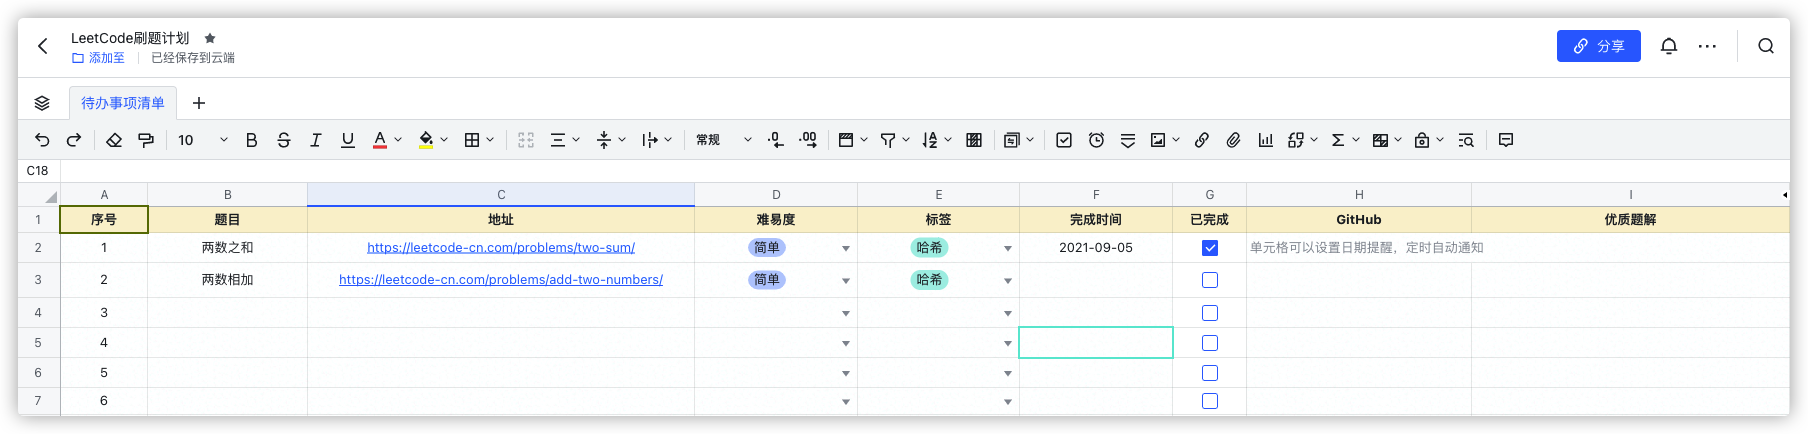 LeetCode刷题计划
添加至 已经保存到云端
分享
待办事项清单
10 B S I U A 常规 .0 .00
C18
A B C D E F G H I
1 序号 题目 地址 难易度 标签 完成时间 已完成 GitHub 优质题解
2 1 两数之和 https://leetcode-cn.com/problems/two-sum/ 简单 哈希 2021-09-05 单元格可以设置日期提醒，定时自动通知
3 2 两数相加 https://leetcode-cn.com/problems/add-two-numbers/ 简单 哈希
4 3
5 4
6 5
7 6